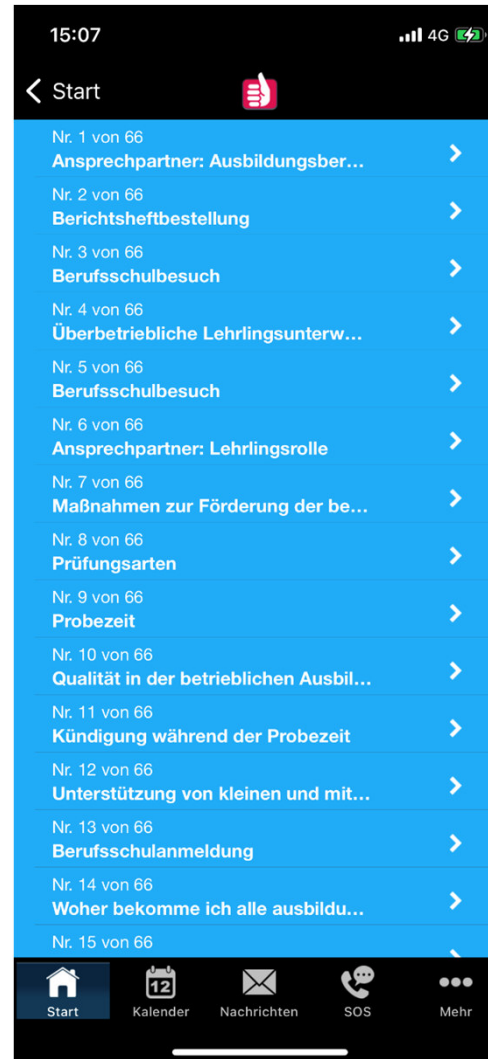 15:07
4G
Start
Nr. 1 von 66
Ansprechpartner: Ausbildungsber...
Nr. 2 von 66
Berichtsheftbestellung
Nr. 3 von 66
Berufsschulbesuch
Nr. 4 von 66
Überbetriebliche Lehrlingsunterw...
Nr. 5 von 66
Berufsschulbesuch
Nr. 6 von 66
Ansprechpartner: Lehrlingsrolle
Nr. 7 von 66
Maßnahmen zur Förderung der be...
Nr. 8 von 66
Prüfungsarten
Nr. 9 von 66
Probezeit
Nr. 10 von 66
Qualität in der betrieblichen Ausbil...
Nr. 11 von 66
Kündigung während der Probezeit
Nr. 12 von 66
Unterstützung von kleinen und mit...
Nr. 13 von 66
Berufsschulanmeldung
Nr. 14 von 66
Woher bekomme ich alle ausbildu...
Nr. 15 von 66
12
Start Kalender Nachrichten SOS Mehr